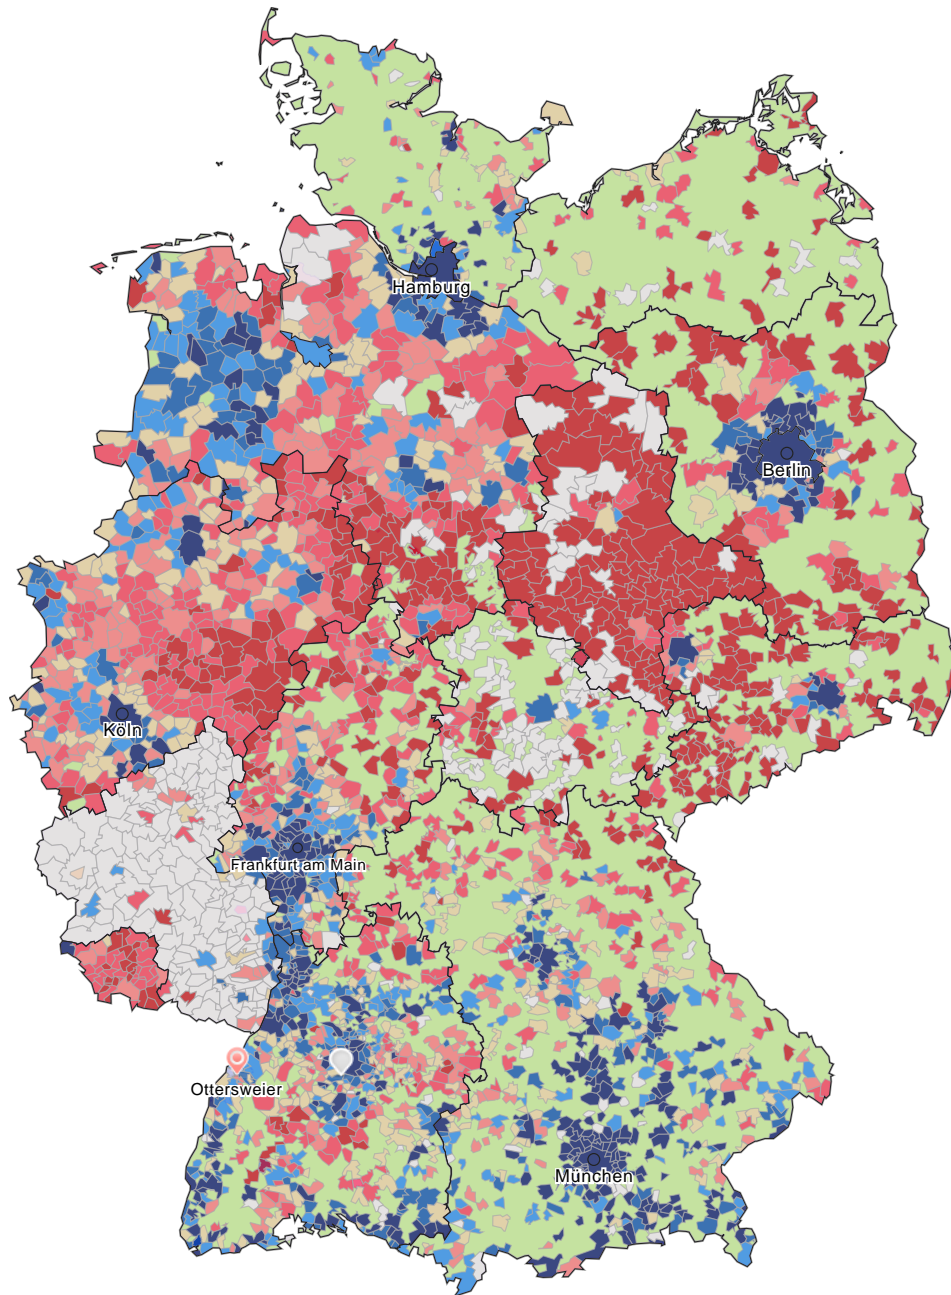 Hamburg
Berlin
Köln
Frankfurt am Main
Ottersweier
München